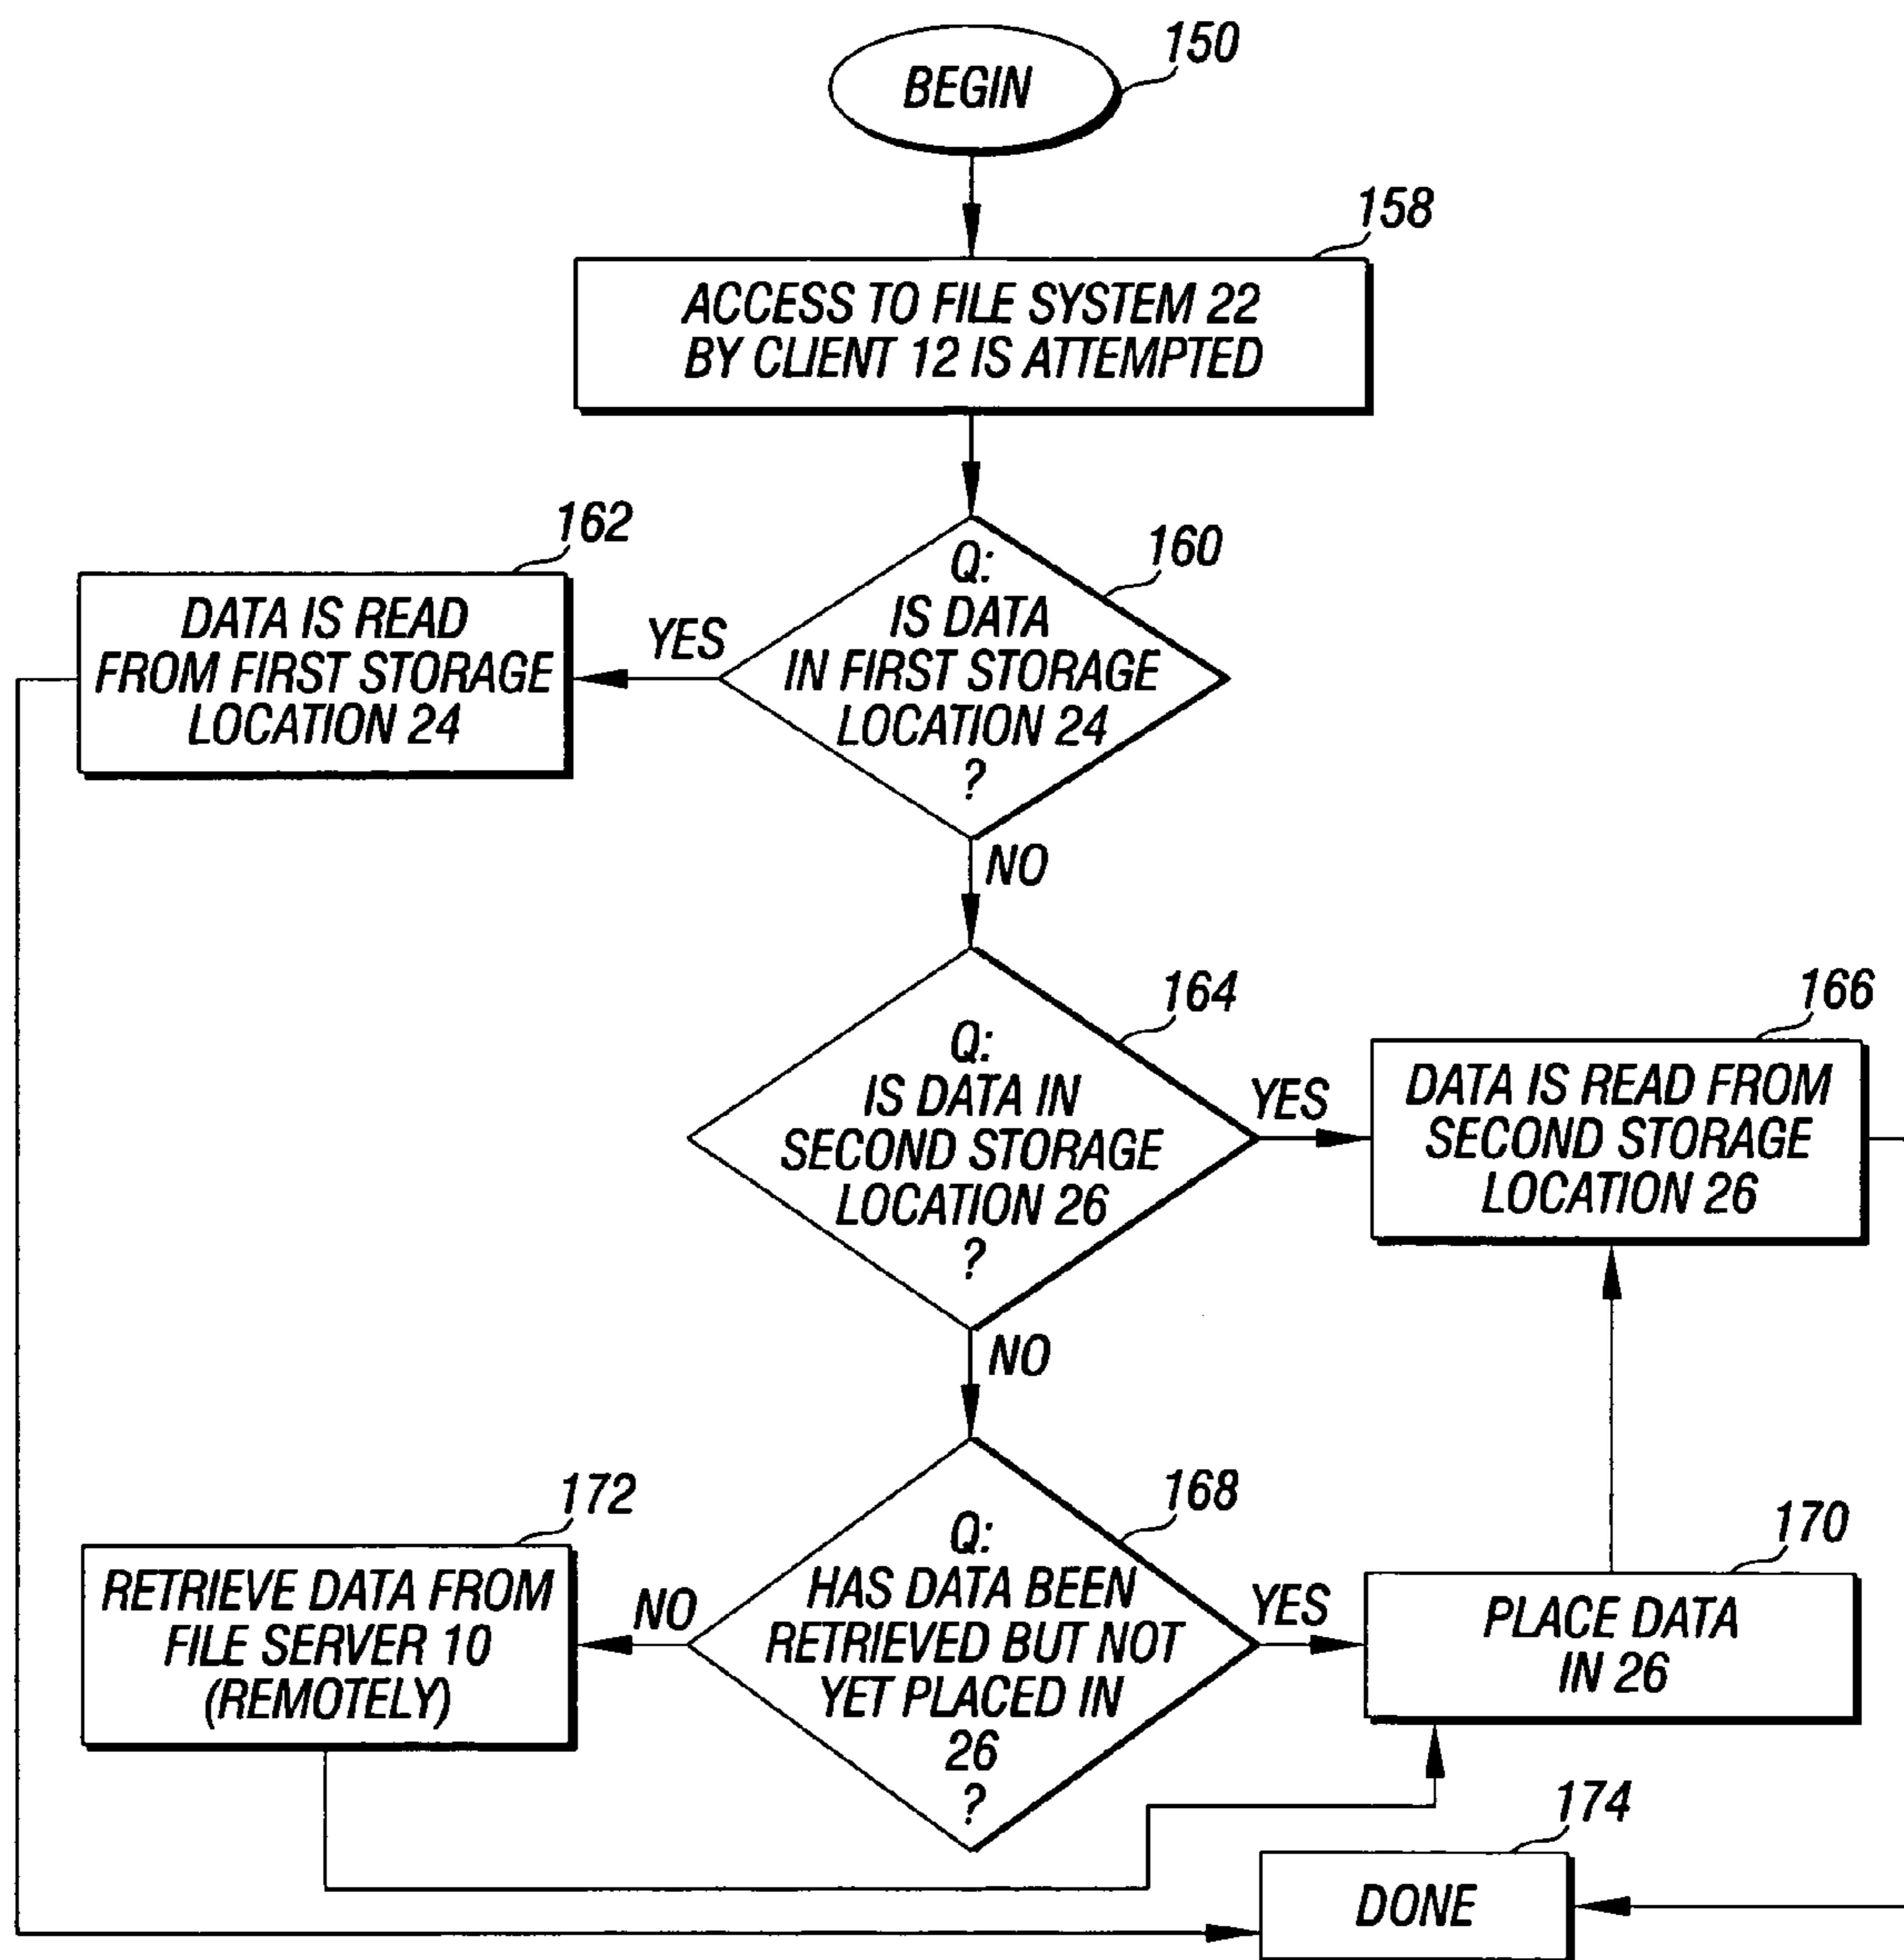 150
BEGIN
158
ACCESS TO FILE SYSTEM 22
BY CLIENT 12 IS ATTEMPTED
162
DATA IS READ
FROM FIRST STORAGE
LOCATION 24
YES
160
Q:
IS DATA
IN FIRST STORAGE
LOCATION 24
?
NO
164
Q:
IS DATA IN
SECOND STORAGE
LOCATION 26
?
YES
166
DATA IS READ FROM
SECOND STORAGE
LOCATION 26
NO
172
RETRIEVE DATA FROM
FILE SERVER 10
(REMOTELY)
NO
168
Q:
HAS DATA BEEN
RETRIEVED BUT NOT
YET PLACED IN
26
?
YES
170
PLACE DATA
IN 26
174
DONE